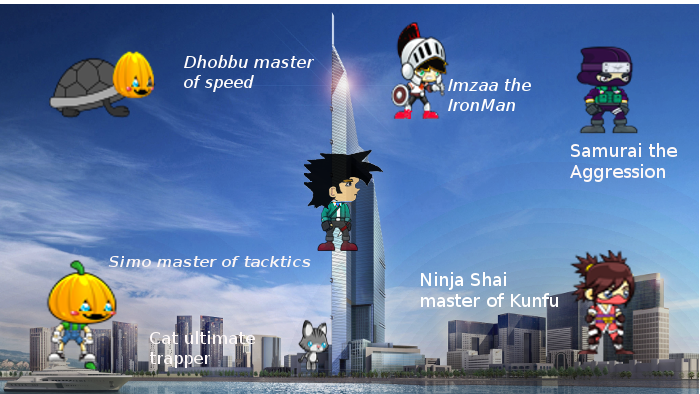 Dhobbu master
of speed
Imzaa the
IronMan
Samurai the
Aggression
Simo master of tacktics
Ninja Shai
master of Kunfu
Cat ultimate
trapper